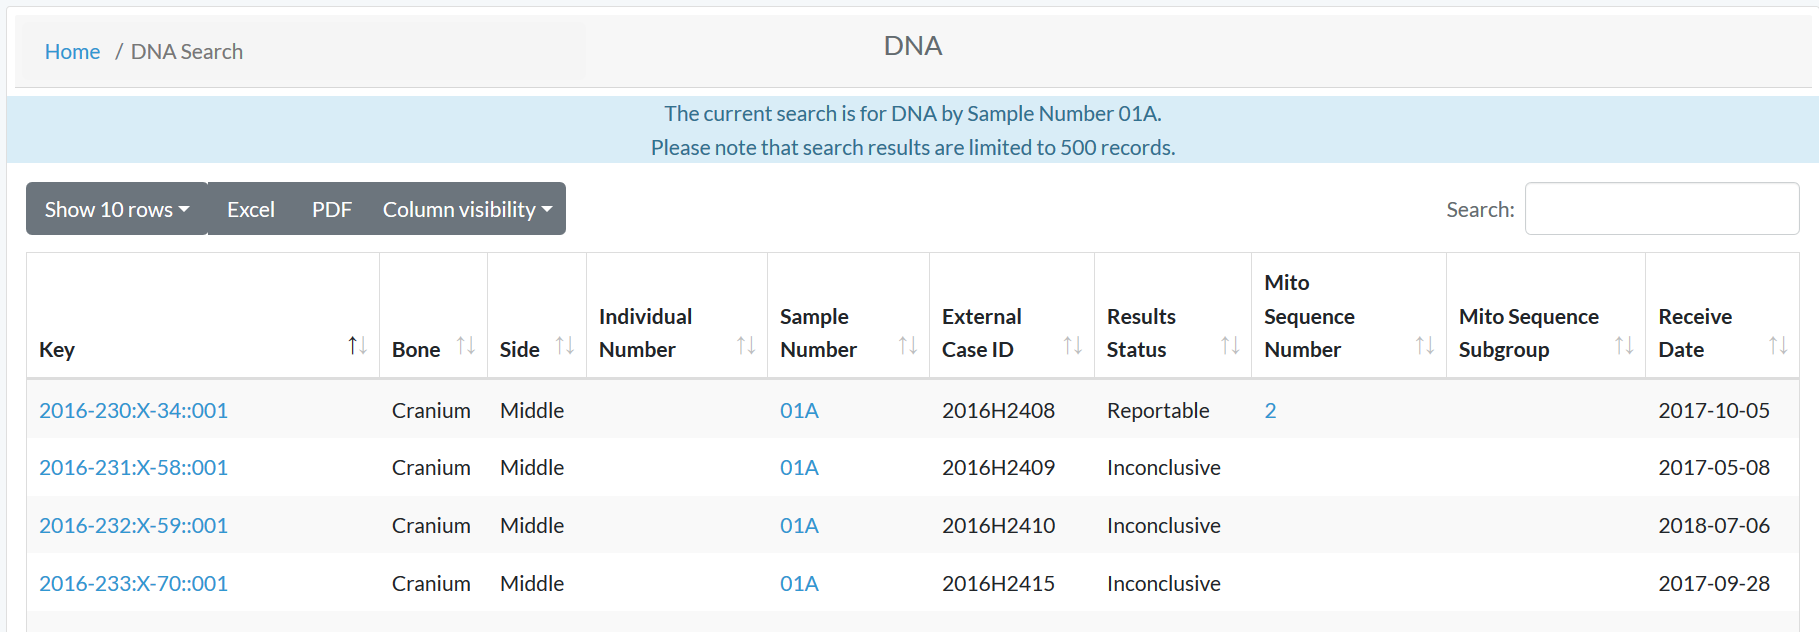 Home / DNA Search
DNA
The current search is for DNA by Sample Number 01A.
Please note that search results are limited to 500 records.
Show 10 rows Excel PDF Column visibility
Search:
Key Bone Side Individual Number Sample Number External Case ID Results Status Mito Sequence Number Mito Sequence Subgroup Receive Date
2016-230:X-34::001 Cranium Middle 01A 2016H2408 Reportable 2 2017-10-05
2016-231:X-58::001 Cranium Middle 01A 2016H2409 Inconclusive 2017-05-08
2016-232:X-59::001 Cranium Middle 01A 2016H2410 Inconclusive 2018-07-06
2016-233:X-70::001 Cranium Middle 01A 2016H2415 Inconclusive 2017-09-28